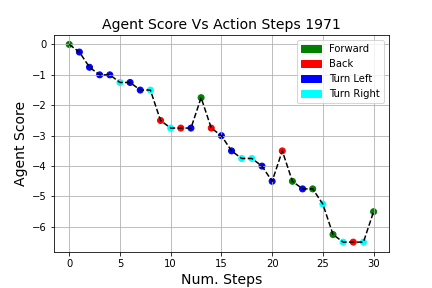 Agent Score Vs Action Steps 1971
Forward
Back
Turn Left
Turn Right
Agent Score
0
−1
−2
−3
−4
−5
−6
0 5 10 15 20 25 30
Num. Steps